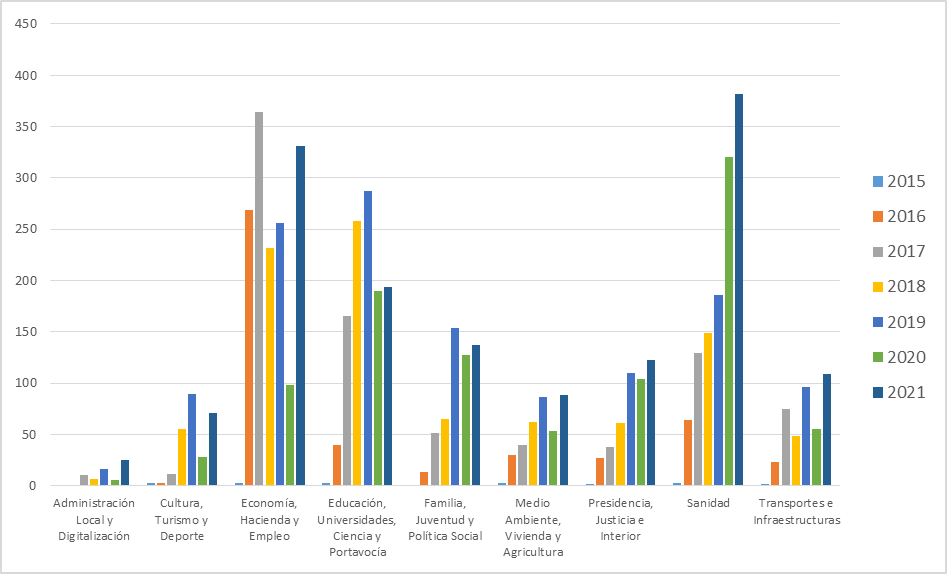 450
400
350
300
250
200
150
100
50
0
Administración
Local y
Digitalización
Cultura,
Turismo y
Deporte
Economía,
Hacienda y
Empleo
Educación,
Universidades,
Ciencia y
Portavocía
Familia,
Juventud y
Política Social
Medio
Ambiente,
Vivienda y
Agricultura
Presidencia,
Justicia e
Interior
Sanidad
Transportes e
Infraestructuras
2015
2016
2017
2018
2019
2020
2021